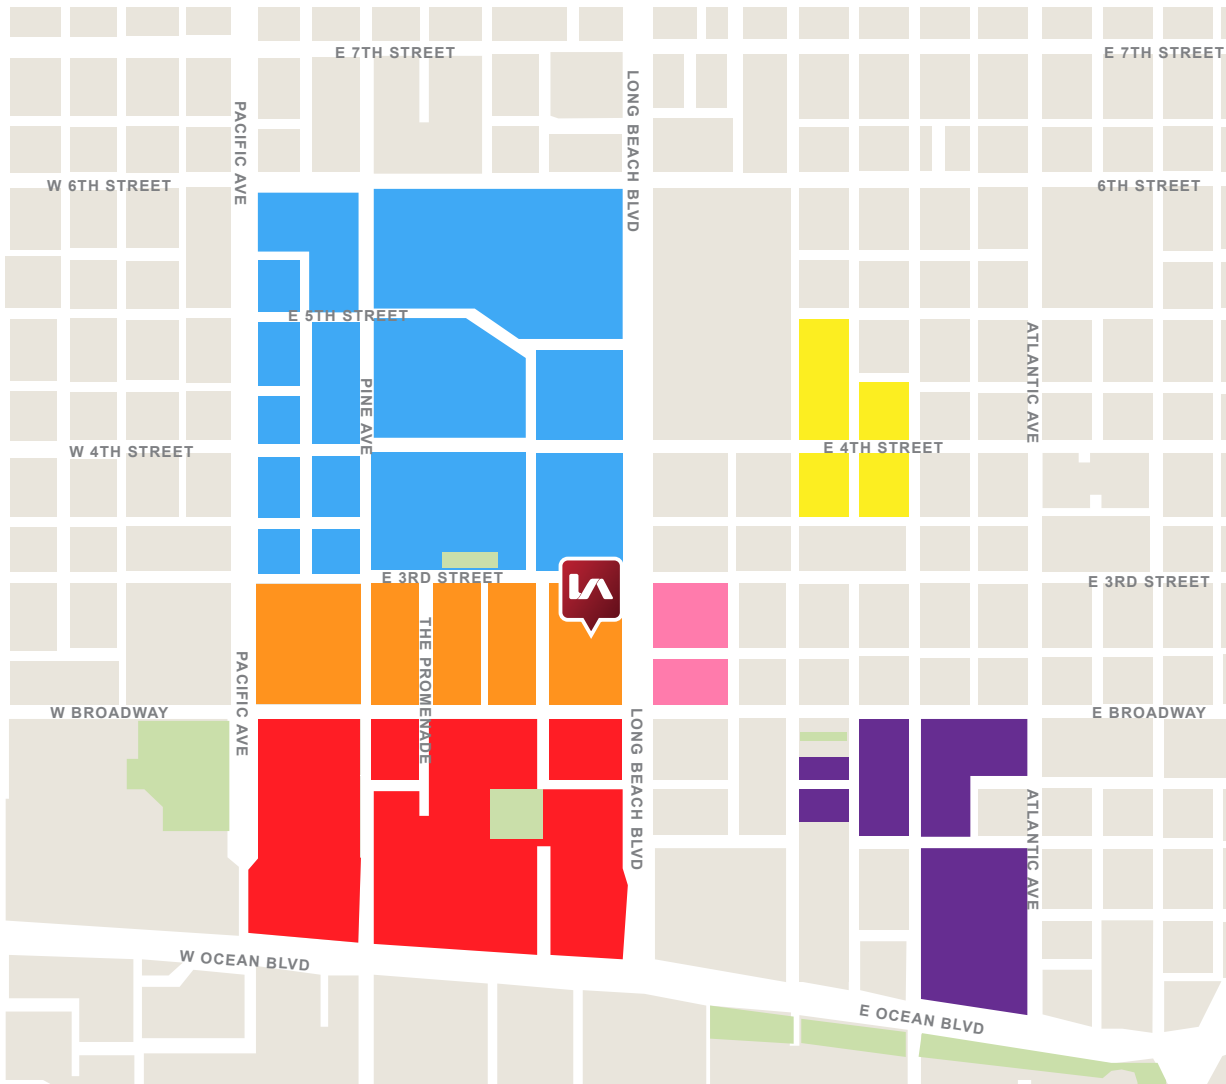 E 7TH STREET
E 7TH STREET
PACIFIC AVE
LONG BEACH BLVD
W 6TH STREET
6TH STREET
E 5TH STREET
ATLANTIC AVE
PINE AVE
W 4TH STREET
E 4TH STREET
E 3RD STREET
E 3RD STREET
THE PROMENADE
PACIFIC AVE
W BROADWAY
LONG BEACH BLVD
E BROADWAY
ATLANTIC AVE
W OCEAN BLVD
E OCEAN BLVD